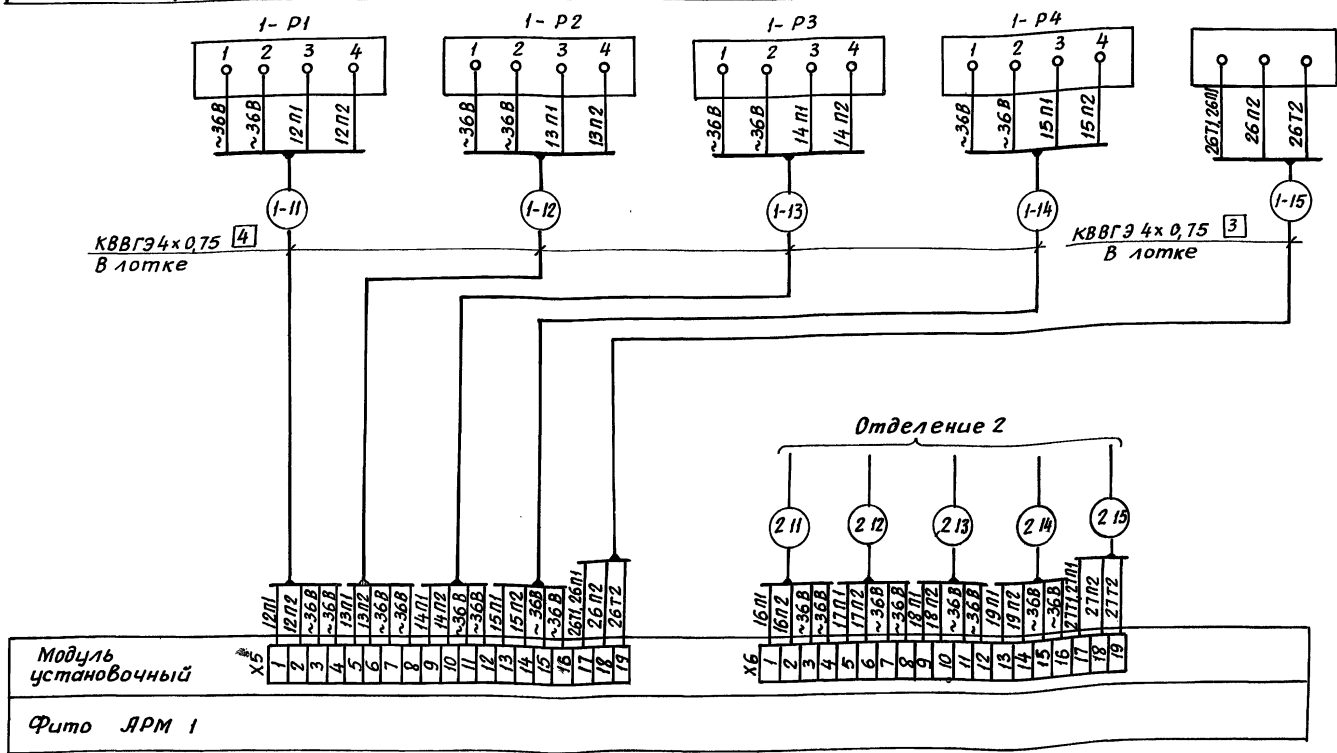 1-Р1
1-Р2
1-Р3
1-Р4
1 2 3 4
1 2 3 4
1 2 3 4
1 2 3 4
~36В ~36В 12П1 12П2
~36В ~36В 13П1 13П2
~36В ~36В 14П1 14П2
~36В ~36В 15П1 15П2
26Т1, 26П1 26П2 26Т2
1-11
1-12
1-13
1-14
1-15
КВВГЭ 4×0,75 4
В лотке
КВВГЭ 4×0,75 3
В лотке
Отделение 2
2 11
2 12
2 13
2 14
2 15
12П1 12П2 ~36В ~36В 13П1 13П2 ~36В ~36В 14П1 14П2 ~36В ~36В 15П1 15П2 ~36В ~36В 26Т1, 26П1 26П2 26Т2
16П1 16П2 ~36В ~36В 17П1 17П2 ~36В ~36В 18П1 18П2 ~36В ~36В 19П1 19П2 ~36В ~36В 27Т1, 27П1 27П2 27Т2
Модуль
установочный
Х5 1 2 3 4 5 6 7 8 9 10 11 12 13 14 15 16 17 18 19
Х6 1 2 3 4 5 6 7 8 9 10 11 12 13 14 15 16 17 18 19
Фито АРМ 1